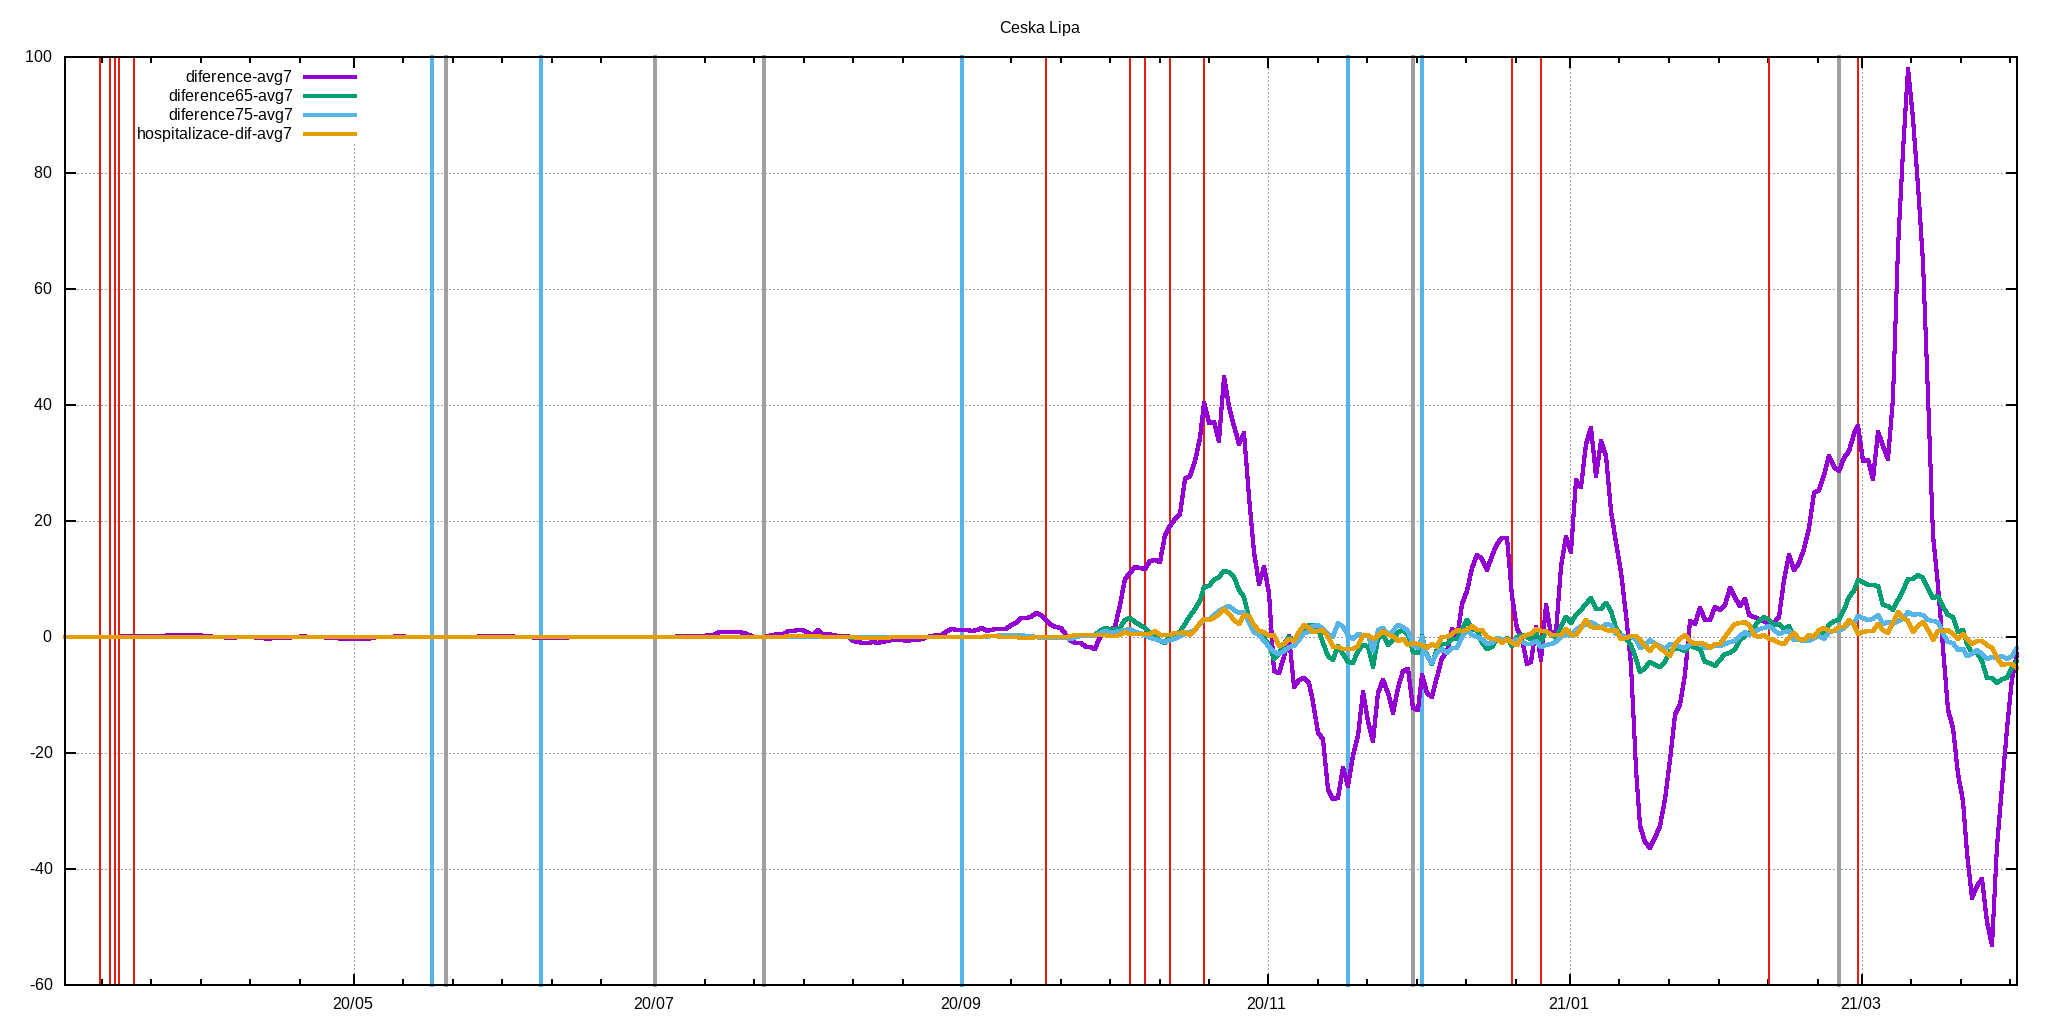 Ceska Lipa
100
diference-avg7
diference65-avg7
diference75-avg7
hospitalizace-dif-avg7
80
60
40
20
0
-20
-40
-60
20/05 20/07 20/09 20/11 21/01 21/03